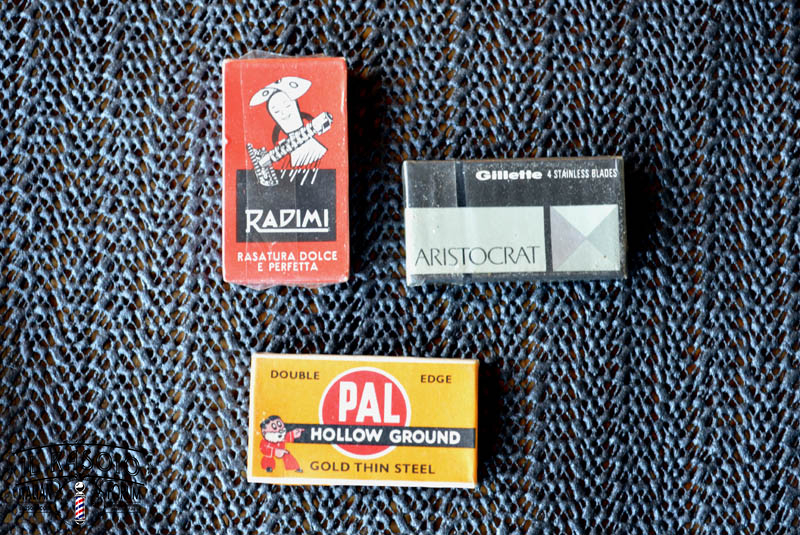 RADIMI
RASATURA DOLCE
E PERFETTA
Gillette 4 STAINLESS BLADES
ARISTOCRAT
DOUBLE EDGE
PAL
HOLLOW GROUND
GOLD THIN STEEL